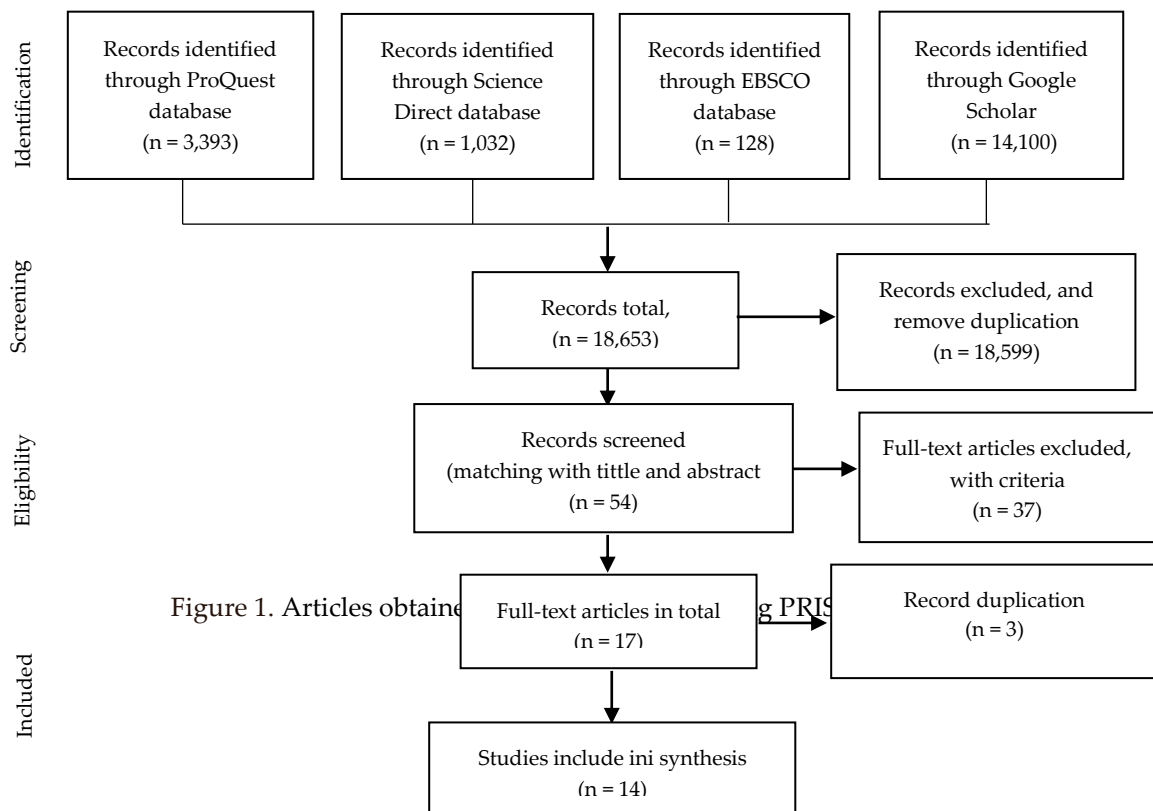 Identification
Records identified
through ProQuest
database
(n = 3,393)
Records identified
through Science
Direct database
(n = 1,032)
Records identified
through EBSCO
database
(n = 128)
Records identified
through Google
Scholar
(n = 14,100)
Screening
Records total,
(n = 18,653)
Records excluded, and
remove duplication
(n = 18,599)
Eligibility
Records screened
(matching with tittle and abstract
(n = 54)
Full-text articles excluded,
with criteria
(n = 37)
Figure 1. Articles
Included
Full-text articles in total
(n = 17)
Record duplication
(n = 3)
Studies include ini synthesis
(n = 14)